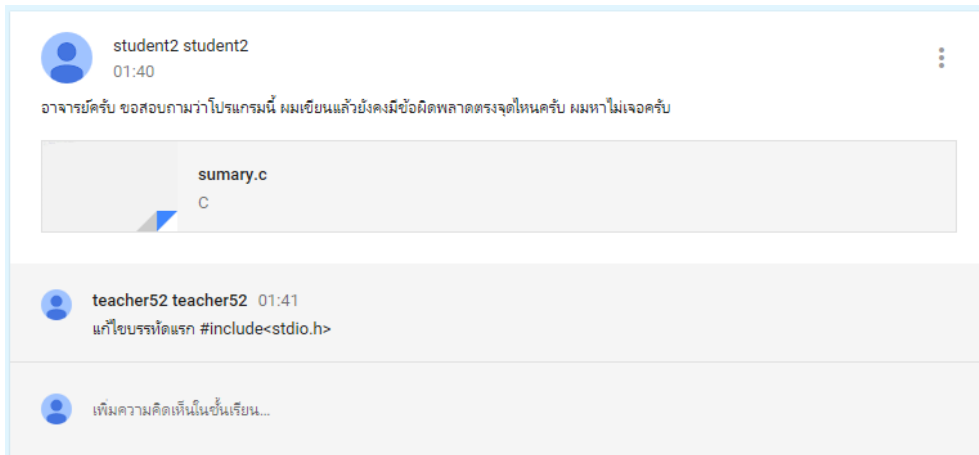 student2 student2
01:40
อาจารย์ครับ ขอสอบถามว่าโปรแกรมนี้ ผมเขียนแล้วยังคงมีข้อผิดพลาดตรงจุดไหนครับ ผมหาไม่เจอครับ
sumary.c
C
teacher52 teacher52 01:41
แก้ไขบรรทัดแรก #include<stdio.h>
เพิ่มความคิดเห็นในชั้นเรียน...